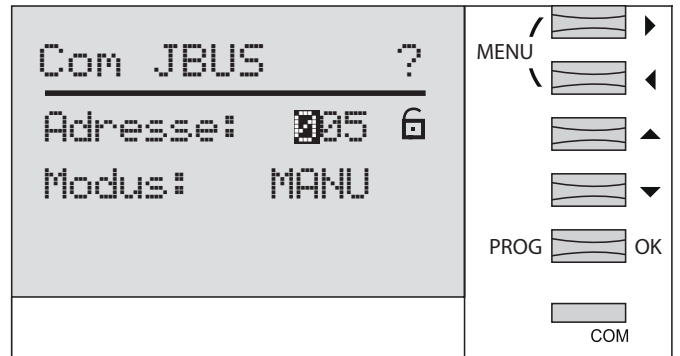 Com JBUS ?
Adresse: 005
Modus: MANU
MENU
PROG OK
COM